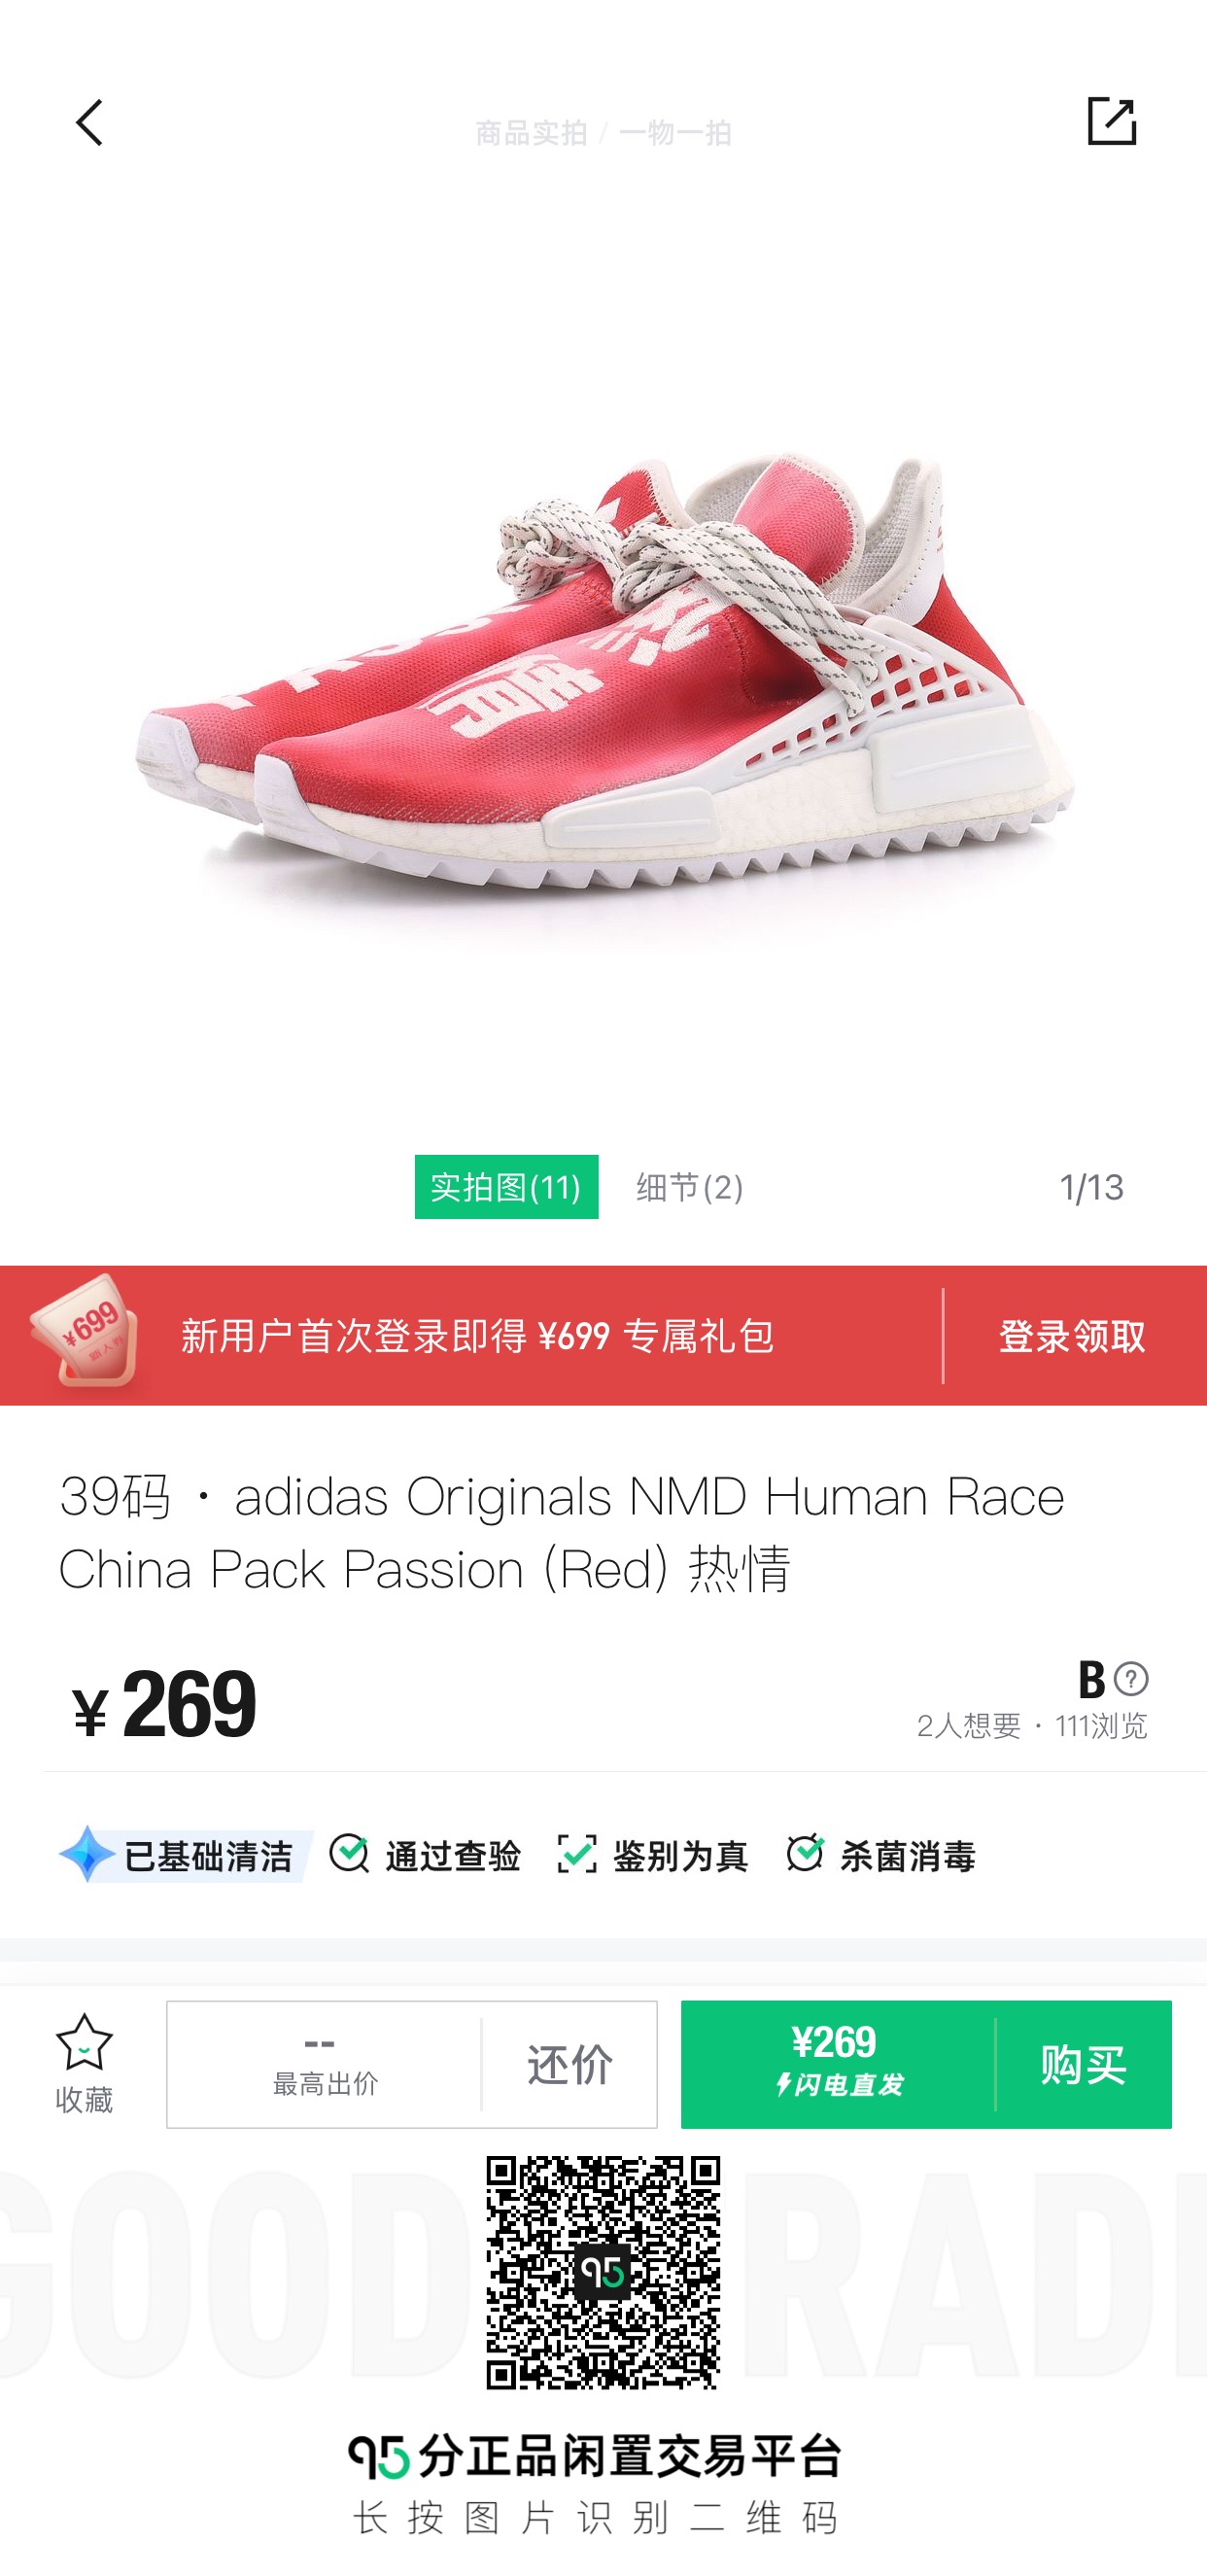 商品实拍 / 一物一拍
热
情
实拍图(11)
细节(2)
1/13
¥699
新用户首次登录即得 ¥699 专属礼包
登录领取
39码 · adidas Originals NMD Human Race
China Pack Passion (Red) 热情
¥ 269
B
2人想要 · 111浏览
已基础清洁
通过查验
鉴别为真
杀菌消毒
收藏
--
最高出价
还价
¥269
闪电直发
购买
GOOD
RAD
95
95分正品闲置交易平台
长按图片识别二维码